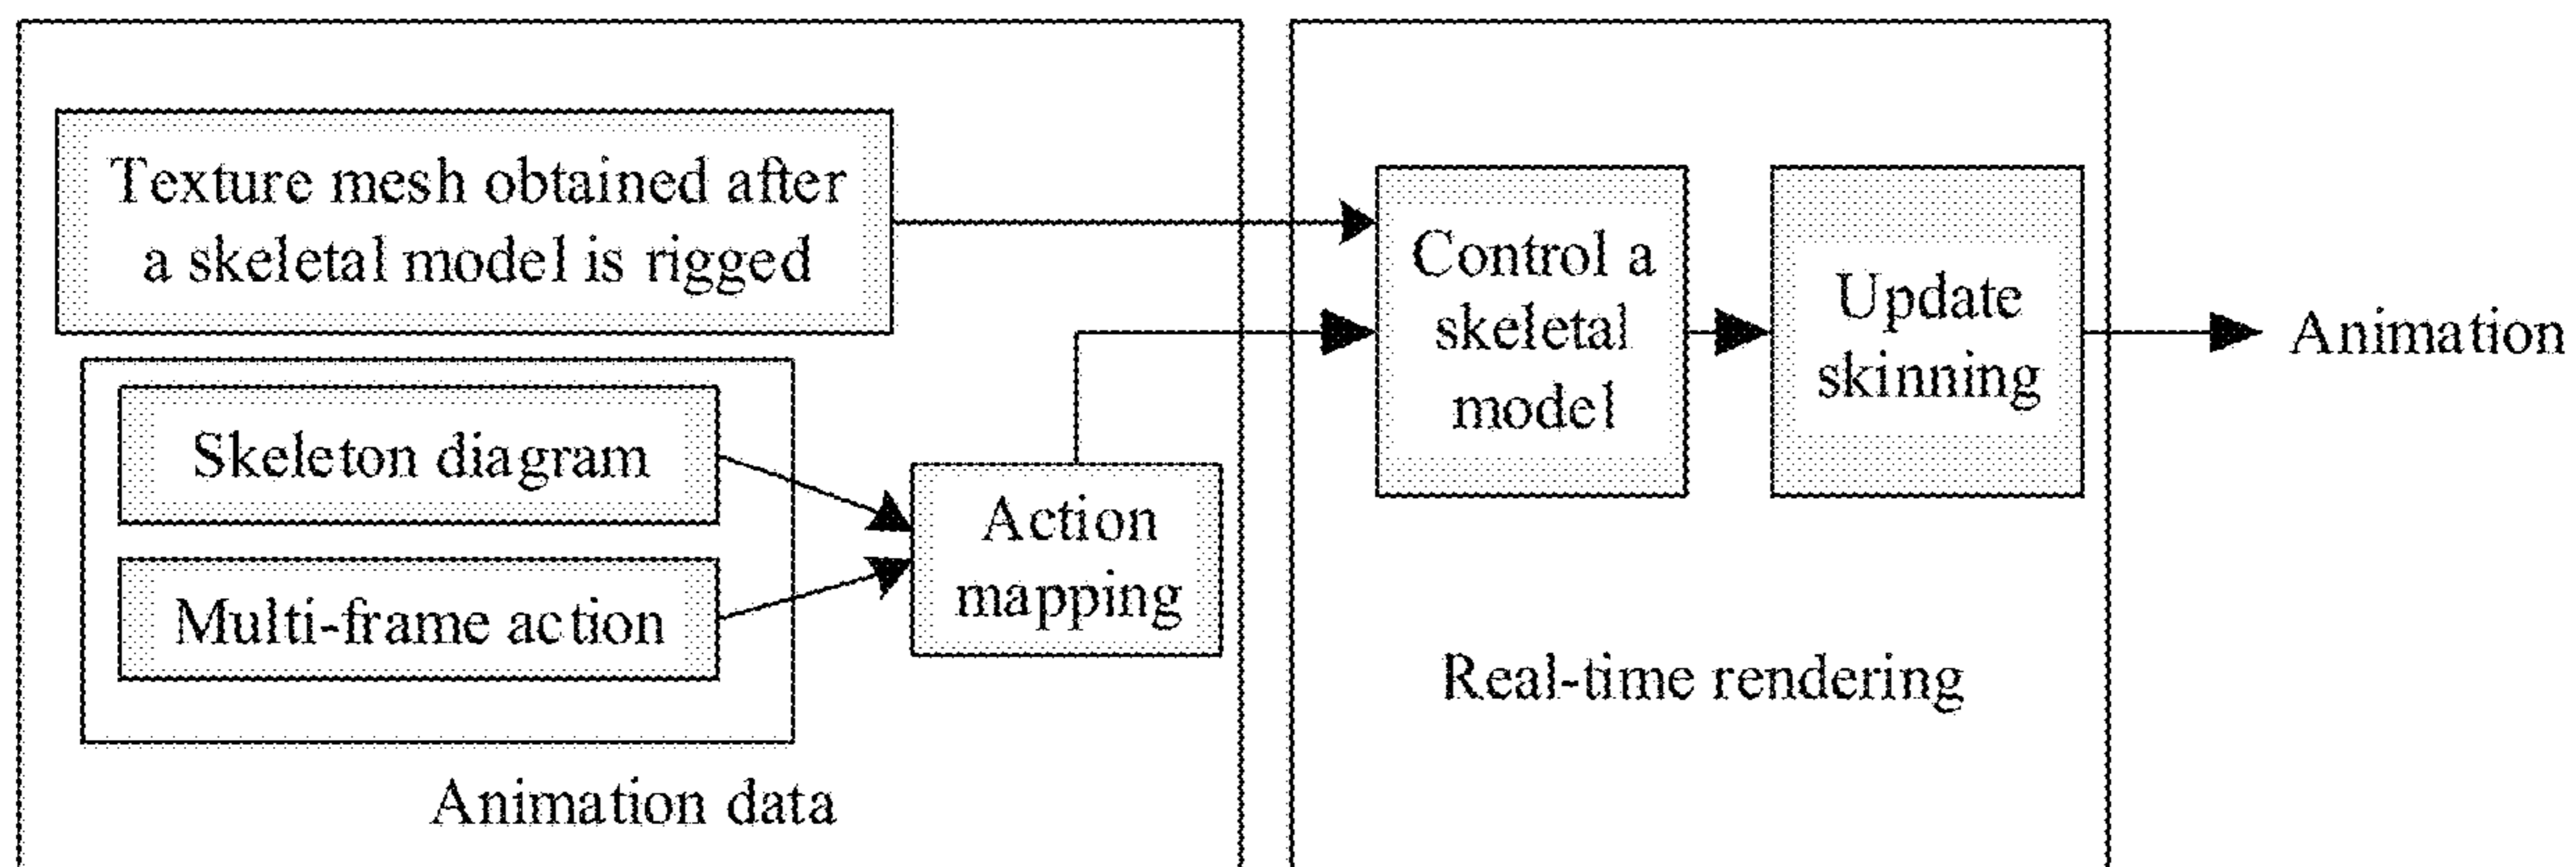 Texture mesh obtained after
a skeletal model is rigged
Skeleton diagram
Multi-frame action
Action
mapping
Animation data
Control a
skeletal
model
Update
skinning
Real-time rendering
Animation